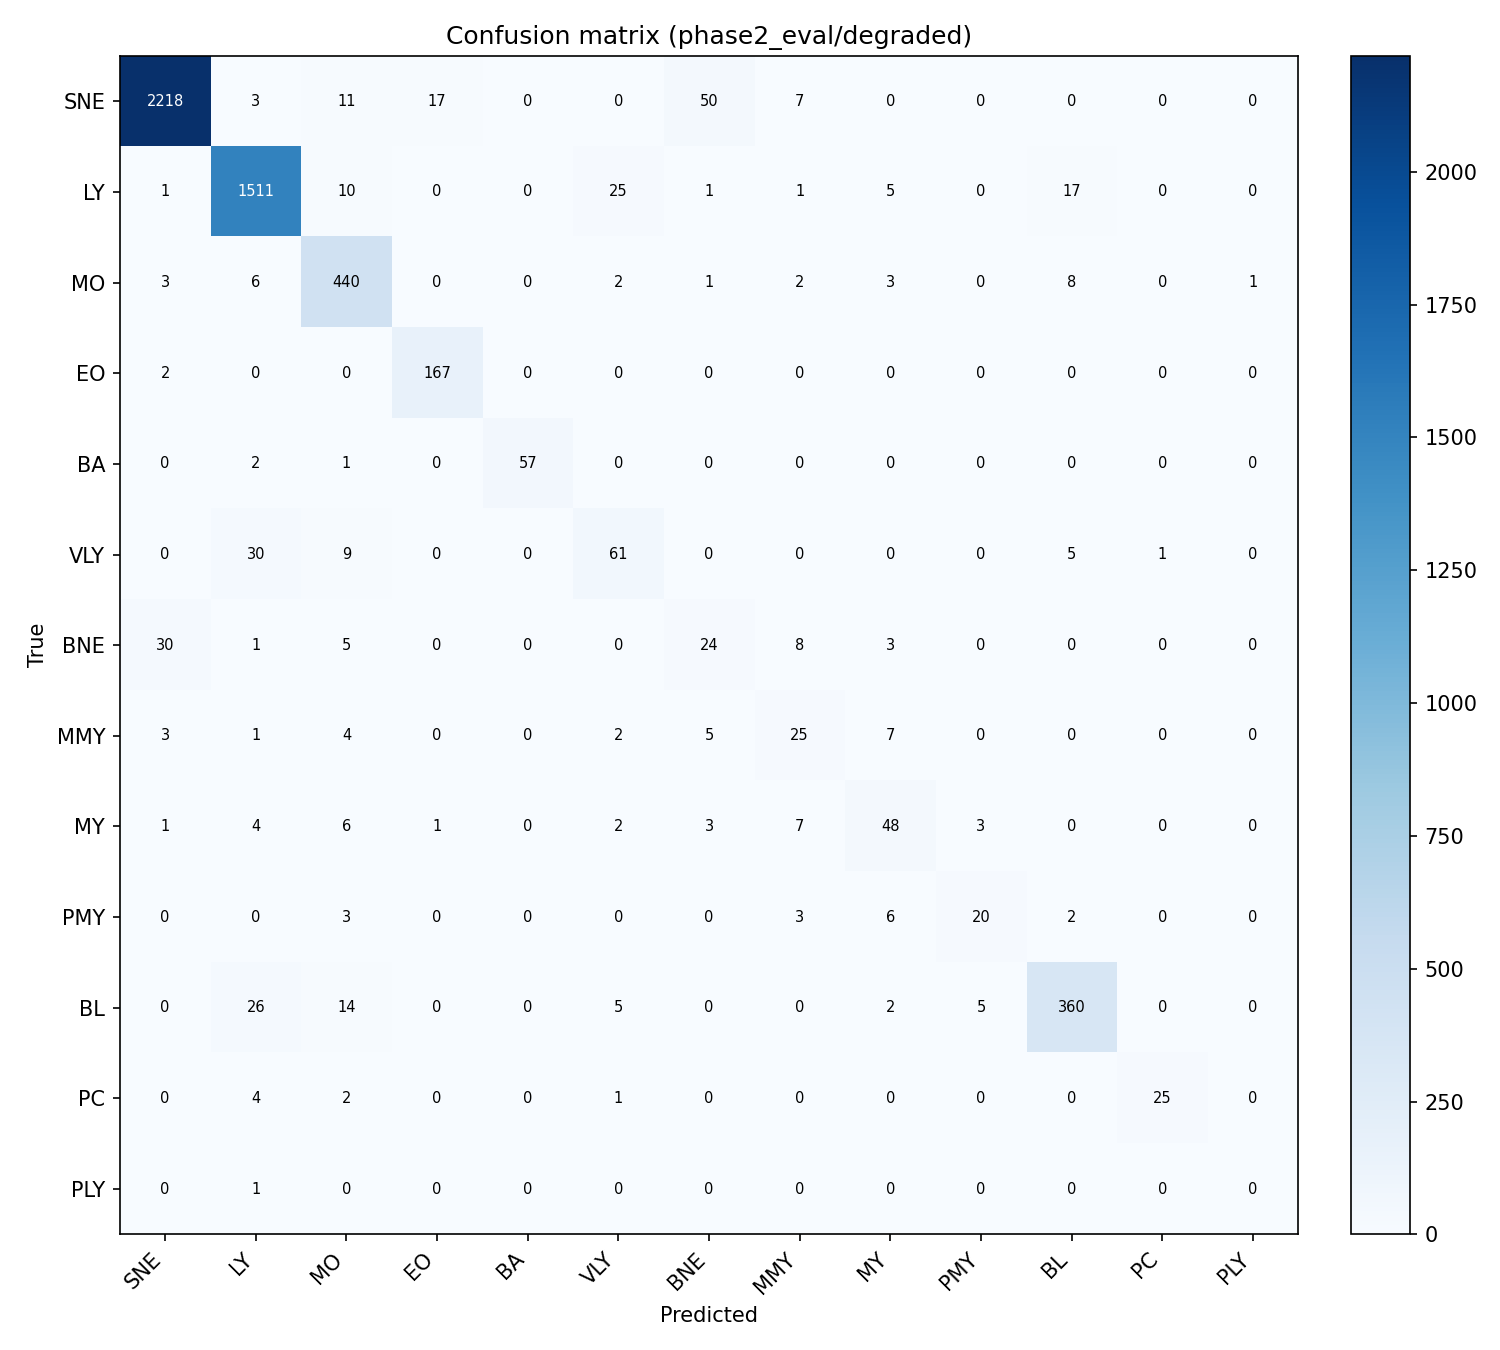 Confusion matrix (phase2_eval/degraded)
SNE 2218 3 11 17 0 0 50 7 0 0 0 0 0
LY 1 1511 10 0 0 25 1 1 5 0 17 0 0
MO 3 6 440 0 0 2 1 2 3 0 8 0 1
EO 2 0 0 167 0 0 0 0 0 0 0 0 0
BA 0 2 1 0 57 0 0 0 0 0 0 0 0
VLY 0 30 9 0 0 61 0 0 0 0 5 1 0
BNE 30 1 5 0 0 0 24 8 3 0 0 0 0
MMY 3 1 4 0 0 2 5 25 7 0 0 0 0
MY 1 4 6 1 0 2 3 7 48 3 0 0 0
PMY 0 0 3 0 0 0 0 3 6 20 2 0 0
BL 0 26 14 0 0 5 0 0 2 5 360 0 0
PC 0 4 2 0 0 1 0 0 0 0 0 25 0
PLY 0 1 0 0 0 0 0 0 0 0 0 0 0
SNE LY MO EO BA VLY BNE MMY MY PMY BL PC PLY
Predicted
True
2000
1750
1500
1250
1000
750
500
250
0